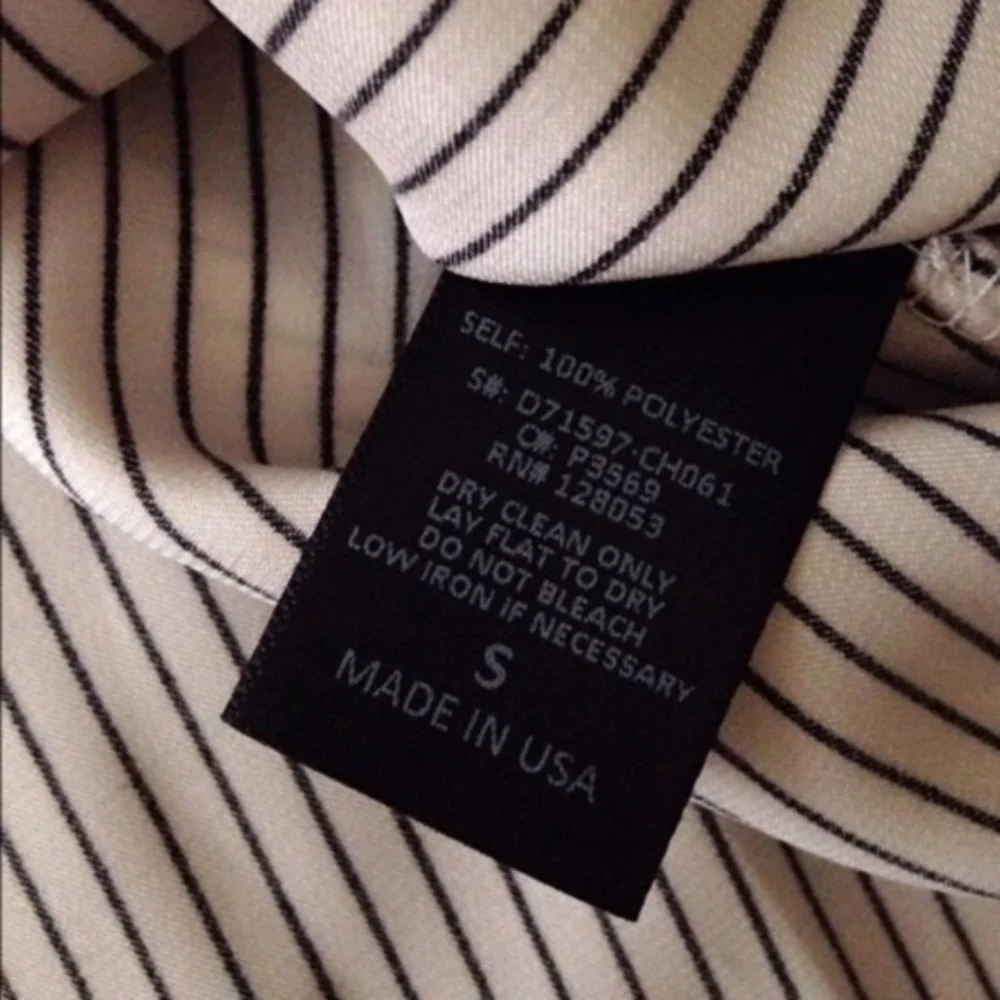 SELF: 100% POLYESTER
S#: D71597-CH061
C#: P3569
RN# 128053
DRY CLEAN ONLY
LAY FLAT TO DRY
DO NOT BLEACH
LOW IRON IF NECESSARY
S
MADE IN USA